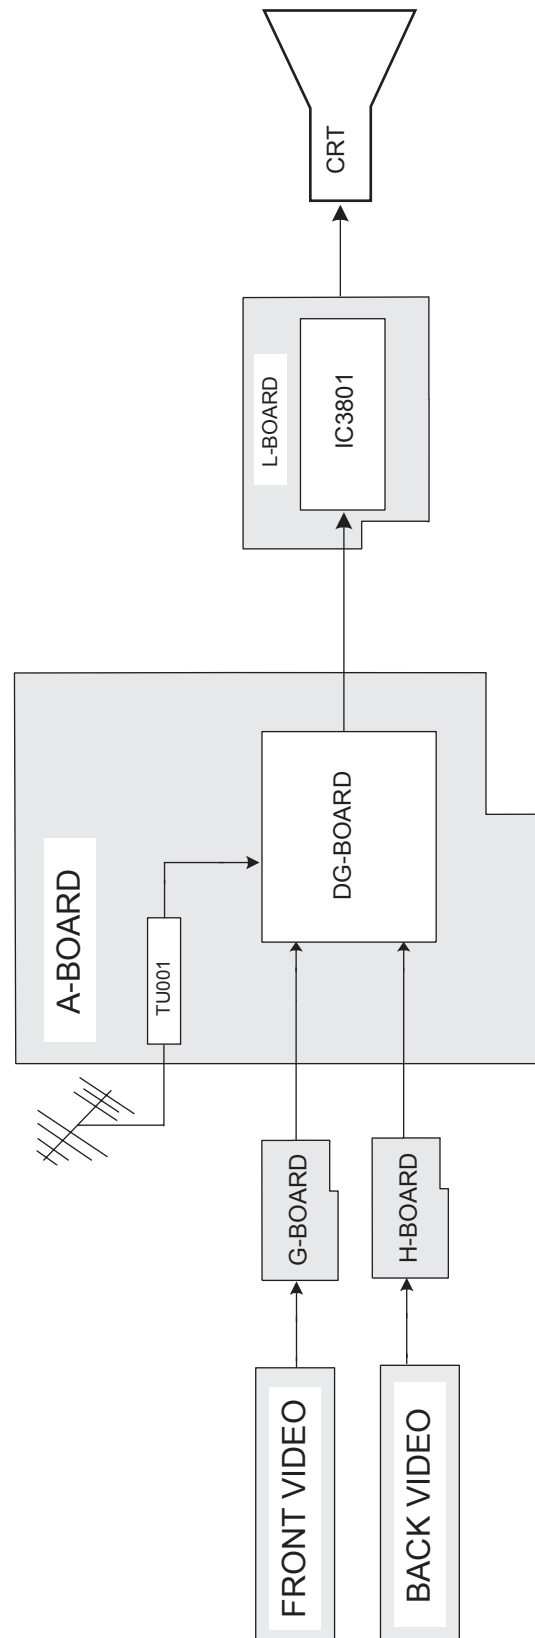 CRT
L-BOARD
IC3801
DG-BOARD
A-BOARD
TU001
G-BOARD
H-BOARD
FRONT VIDEO
BACK VIDEO